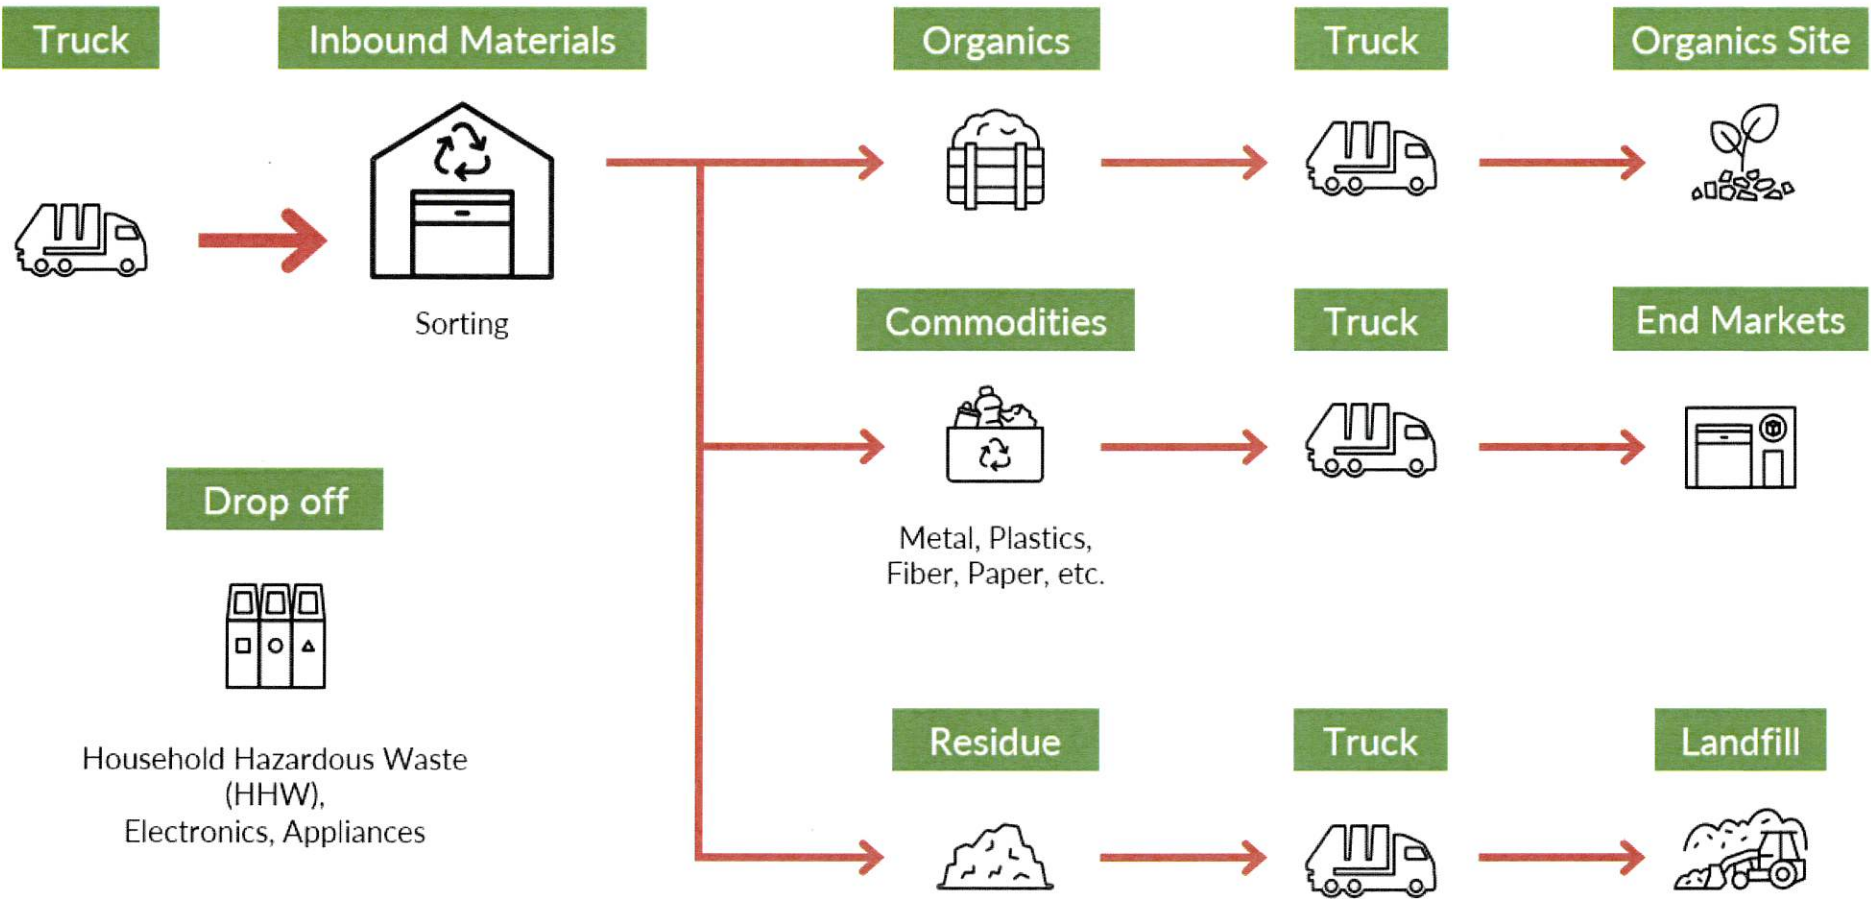 Truck
Inbound Materials
Organics
Truck
Organics Site
Sorting
Commodities
Truck
End Markets
Metal, Plastics,
Fiber, Paper, etc.
Drop off
Household Hazardous Waste
(HHW),
Electronics, Appliances
Residue
Truck
Landfill